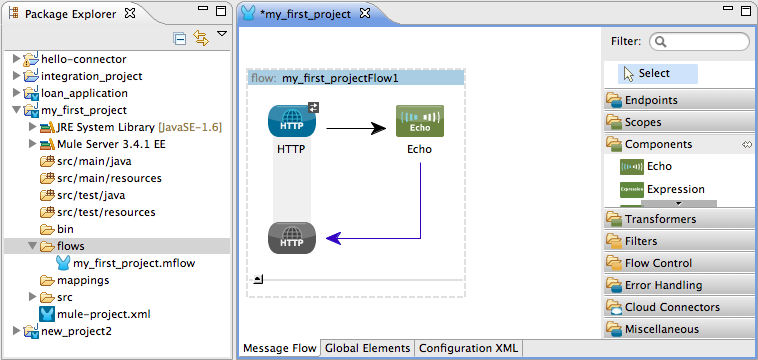 Package Explorer
hello-connector
integration_project
loan_application
my_first_project
JRE System Library [JavaSE-1.6]
Mule Server 3.4.1 EE
src/main/java
src/main/resources
src/test/java
src/test/resources
bin
flows
my_first_project.mflow
mappings
src
mule-project.xml
new_project2
*my_first_project
flow: my_first_projectFlow1
HTTP
HTTP
Echo
Echo
HTTP
Message Flow
Global Elements
Configuration XML
Filter:
Select
Endpoints
Scopes
Components
Echo
Expression
Expression
Transformers
Filters
Flow Control
Error Handling
Cloud Connectors
Miscellaneous